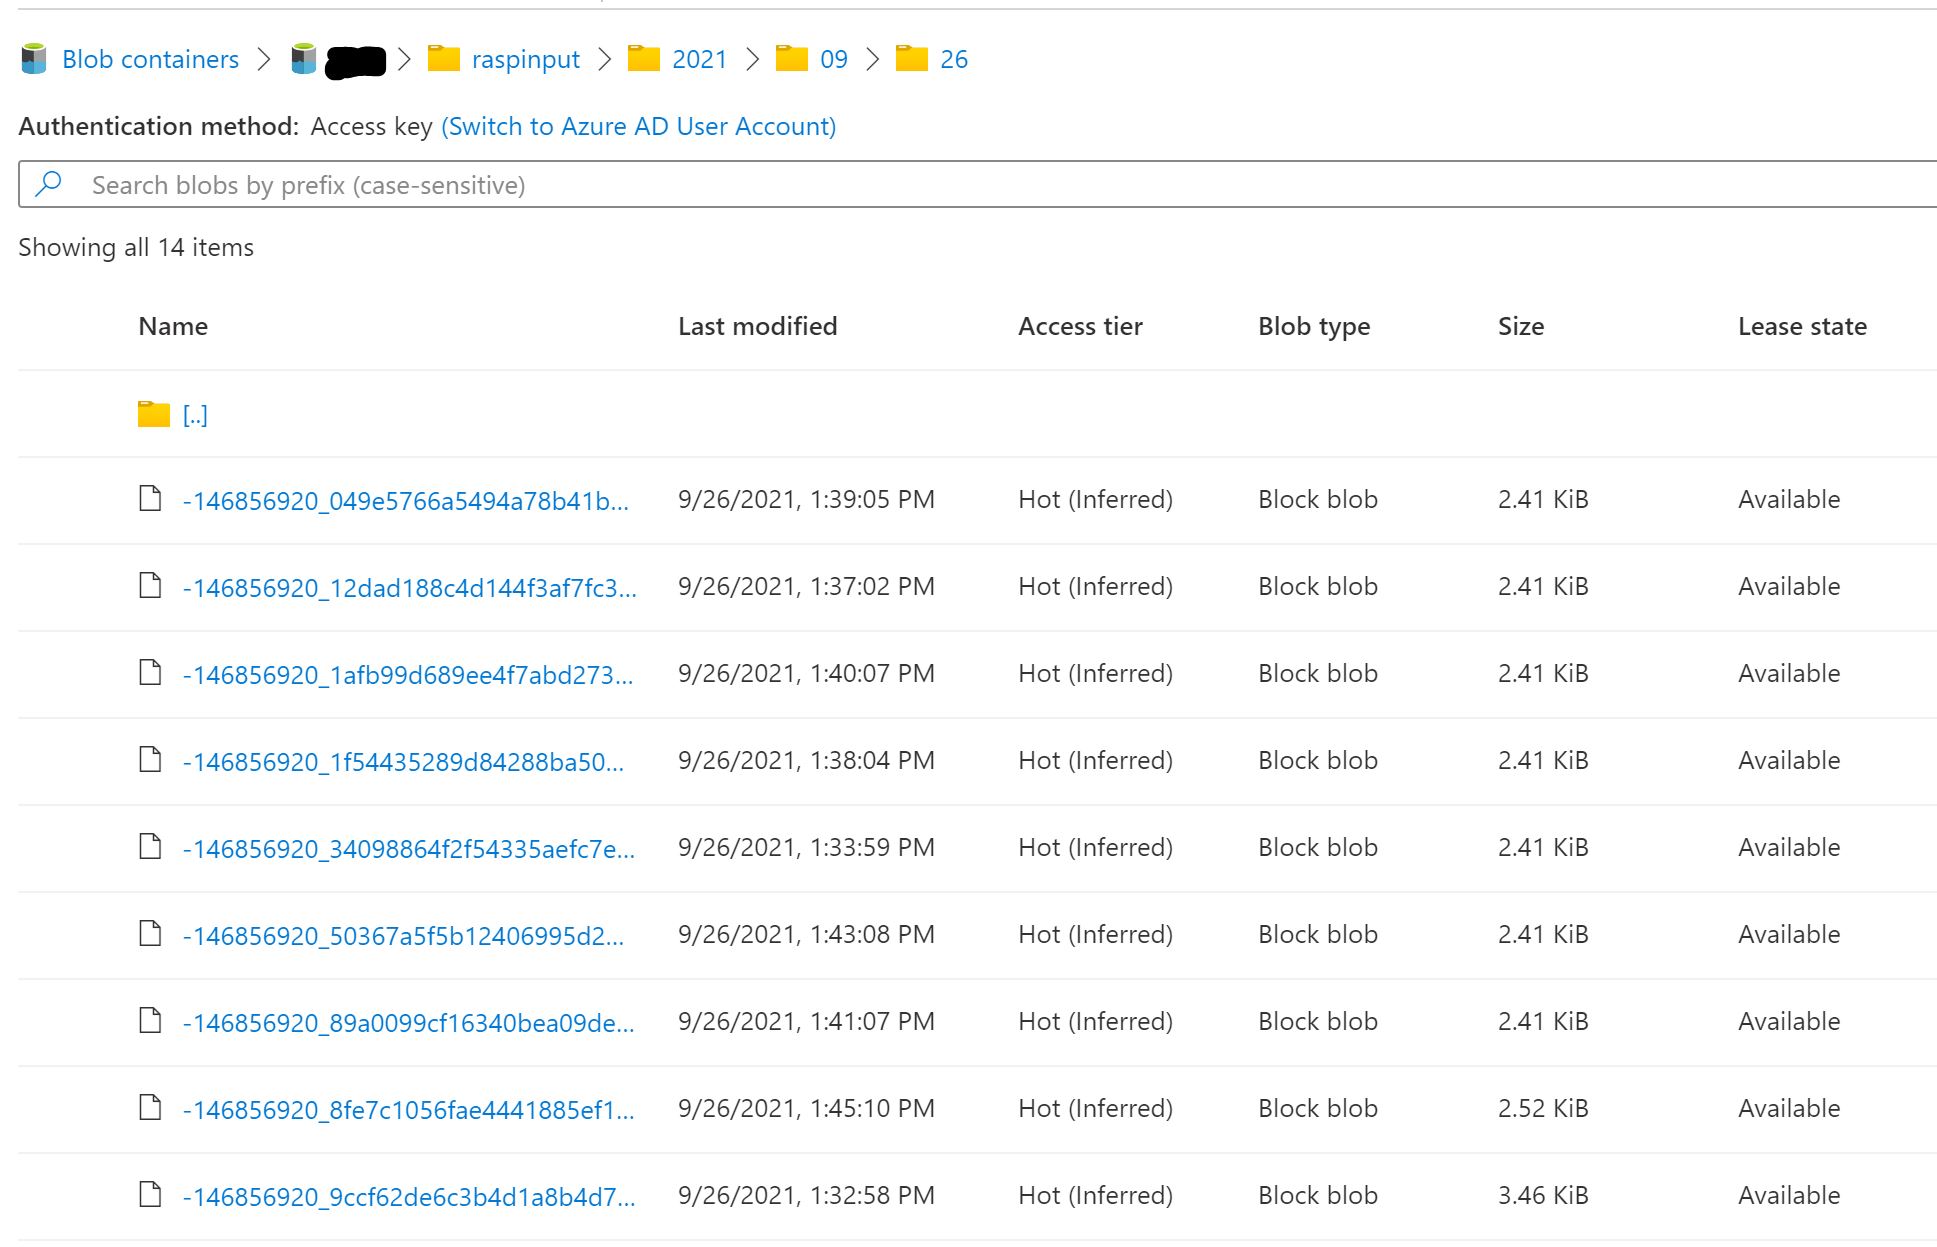 Blob containers > > raspinput > 2021 > 09 > 26
Authentication method: Access key (Switch to Azure AD User Account)
Search blobs by prefix (case-sensitive)
Showing all 14 items
Name Last modified Access tier Blob type Size Lease state
[..]
-146856920_049e5766a5494a78b41b... 9/26/2021, 1:39:05 PM Hot (Inferred) Block blob 2.41 KiB Available
-146856920_12dad188c4d144f3af7fc3... 9/26/2021, 1:37:02 PM Hot (Inferred) Block blob 2.41 KiB Available
-146856920_1afb99d689ee4f7abd273... 9/26/2021, 1:40:07 PM Hot (Inferred) Block blob 2.41 KiB Available
-146856920_1f54435289d84288ba50... 9/26/2021, 1:38:04 PM Hot (Inferred) Block blob 2.41 KiB Available
-146856920_34098864f2f54335aefc7e... 9/26/2021, 1:33:59 PM Hot (Inferred) Block blob 2.41 KiB Available
-146856920_50367a5f5b12406995d2... 9/26/2021, 1:43:08 PM Hot (Inferred) Block blob 2.41 KiB Available
-146856920_89a0099cf16340bea09de... 9/26/2021, 1:41:07 PM Hot (Inferred) Block blob 2.41 KiB Available
-146856920_8fe7c1056fae4441885ef1... 9/26/2021, 1:45:10 PM Hot (Inferred) Block blob 2.52 KiB Available
-146856920_9ccf62de6c3b4d1a8b4d7... 9/26/2021, 1:32:58 PM Hot (Inferred) Block blob 3.46 KiB Available